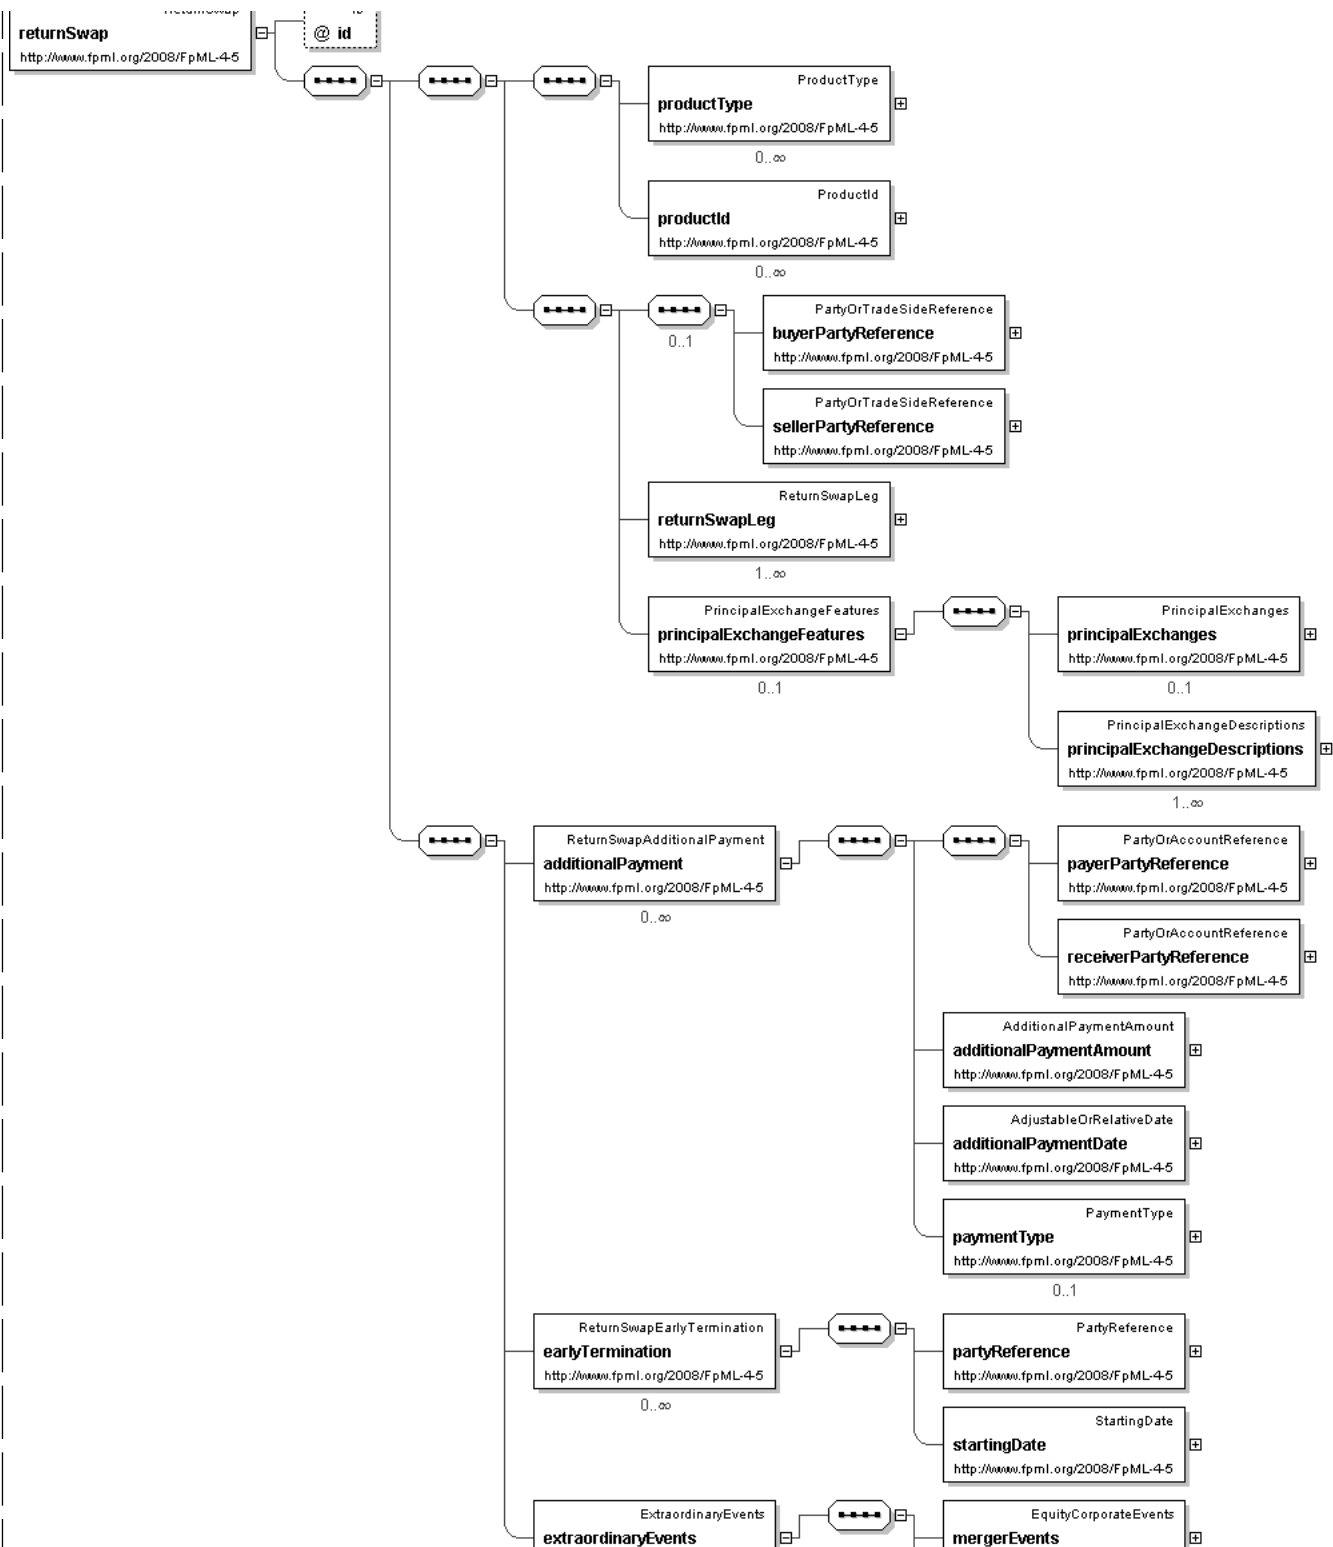 returnSwap
http://www.fpml.org/2008/FpML-4-5
@ id
ProductType
productType
http://www.fpml.org/2008/FpML-4-5
0..∞
ProductId
productId
http://www.fpml.org/2008/FpML-4-5
0..∞
PartyOrTradeSideReference
buyerPartyReference
http://www.fpml.org/2008/FpML-4-5
0..1
PartyOrTradeSideReference
sellerPartyReference
http://www.fpml.org/2008/FpML-4-5
ReturnSwapLeg
returnSwapLeg
http://www.fpml.org/2008/FpML-4-5
1..∞
PrincipalExchangeFeatures
principalExchangeFeatures
http://www.fpml.org/2008/FpML-4-5
0..1
PrincipalExchanges
principalExchanges
http://www.fpml.org/2008/FpML-4-5
0..1
PrincipalExchangeDescriptions
principalExchangeDescriptions
http://www.fpml.org/2008/FpML-4-5
1..∞
ReturnSwapAdditionalPayment
additionalPayment
http://www.fpml.org/2008/FpML-4-5
0..∞
PartyOrAccountReference
payerPartyReference
http://www.fpml.org/2008/FpML-4-5
PartyOrAccountReference
receiverPartyReference
http://www.fpml.org/2008/FpML-4-5
AdditionalPaymentAmount
additionalPaymentAmount
http://www.fpml.org/2008/FpML-4-5
AdjustableOrRelativeDate
additionalPaymentDate
http://www.fpml.org/2008/FpML-4-5
PaymentType
paymentType
http://www.fpml.org/2008/FpML-4-5
0..1
ReturnSwapEarlyTermination
earlyTermination
http://www.fpml.org/2008/FpML-4-5
0..∞
PartyReference
partyReference
http://www.fpml.org/2008/FpML-4-5
StartingDate
startingDate
http://www.fpml.org/2008/FpML-4-5
ExtraordinaryEvents
extraordinaryEvents
EquityCorporateEvents
mergerEvents